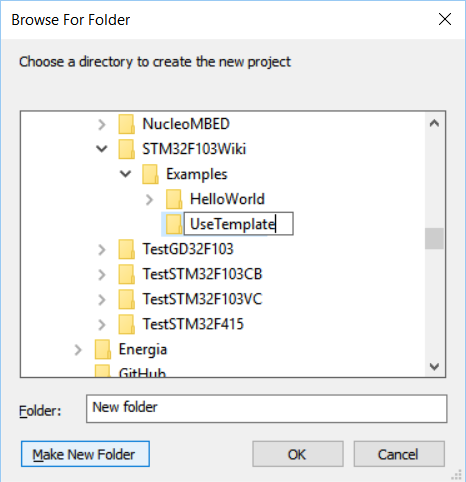 Browse For Folder
Choose a directory to create the new project
NucleoMBED
STM32F103Wiki
Examples
HelloWorld
UseTemplate
TestGD32F103
TestSTM32F103CB
TestSTM32F103VC
TestSTM32F415
Energia
GitHub
Folder: New folder
Make New Folder OK Cancel